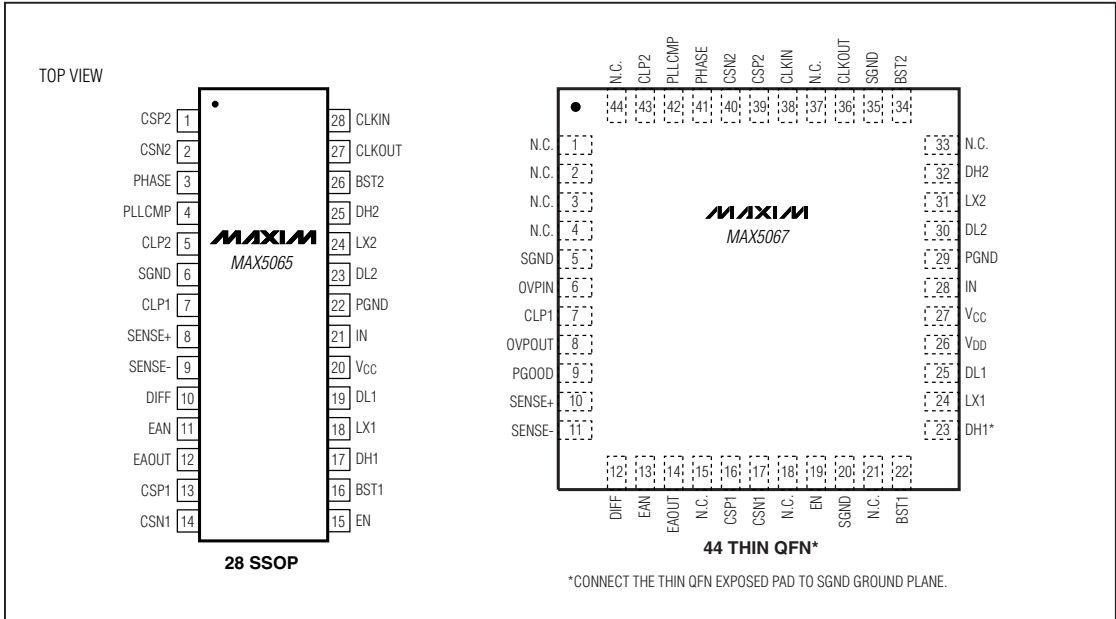 TOP VIEW
CSP2 1
CSN2 2
PHASE 3
PLLCMP 4
CLP2 5
SGND 6
CLP1 7
SENSE+ 8
SENSE- 9
DIFF 10
EAN 11
EAOUT 12
CSP1 13
CSN1 14
MAXIM
MAX5065
28 CLKIN
27 CLKOUT
26 BST2
25 DH2
24 LX2
23 DL2
22 PGND
21 IN
20 VCC
19 DL1
18 LX1
17 DH1
16 BST1
15 EN
28 SSOP
N.C. CLP2 PLLCMP PHASE CSN2 CSP2 CLKIN N.C. CLKOUT SGND BST2
44 43 42 41 40 39 38 37 36 35 34
N.C. 1
N.C. 2
N.C. 3
N.C. 4
SGND 5
OVPIN 6
CLP1 7
OVPOUT 8
PGOOD 9
SENSE+ 10
SENSE- 11
MAXIM
MAX5067
33 N.C.
32 DH2
31 LX2
30 DL2
29 PGND
28 IN
27 VCC
26 VDD
25 DL1
24 LX1
23 DH1*
12 13 14 15 16 17 18 19 20 21 22
DIFF EAN EAOUT N.C. CSP1 CSN1 N.C. EN SGND N.C. BST1
44 THIN QFN*
*CONNECT THE THIN QFN EXPOSED PAD TO SGND GROUND PLANE.